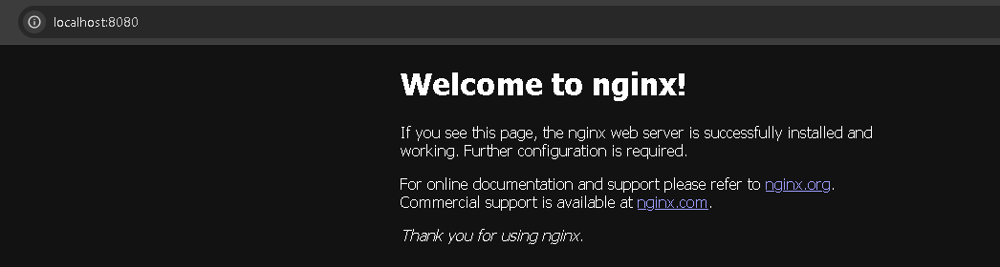 localhost:8080
Welcome to nginx!
If you see this page, the nginx web server is successfully installed and
working. Further configuration is required.
For online documentation and support please refer to nginx.org.
Commercial support is available at nginx.com.
Thank you for using nginx.